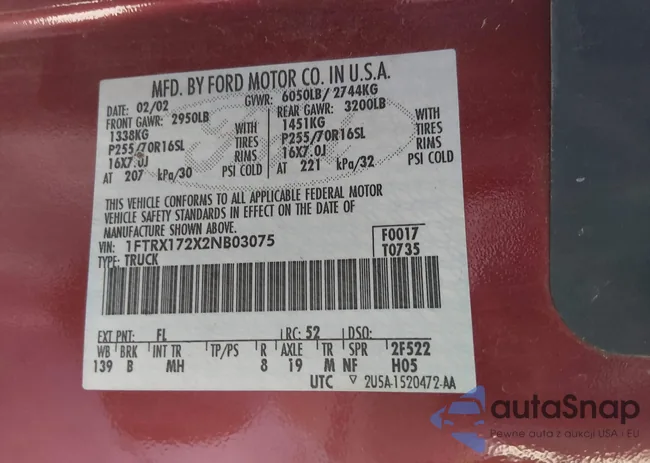 MFD. BY FORD MOTOR CO. IN U.S.A.
DATE: 02/02 GVWR: 6050LB/ 2744KG
FRONT GAWR: 2950LB REAR GAWR: 3200LB
1338KG WITH 1451KG WITH
P255/70R16SL TIRES P255/70R16SL TIRES
16X7.0J RIMS 16X7.0J RIMS
AT 207 kPa/30 PSI COLD AT 221 kPa/32 PSI COLD
THIS VEHICLE CONFORMS TO ALL APPLICABLE FEDERAL MOTOR
VEHICLE SAFETY STANDARDS IN EFFECT ON THE DATE OF
MANUFACTURE SHOWN ABOVE.
VIN: 1FTRX172X2NB03075 F0017
TYPE: TRUCK T0735
EXT PNT: FL RC: 52 DSO:
WB BRK INT TR TP/PS R AXLE TR SPR 2F522
139 B MH 8 19 M NF H05
UTC ▽ 2U5A-1520472-AA
autaSnap
Pewne auta z aukcji USA i EU